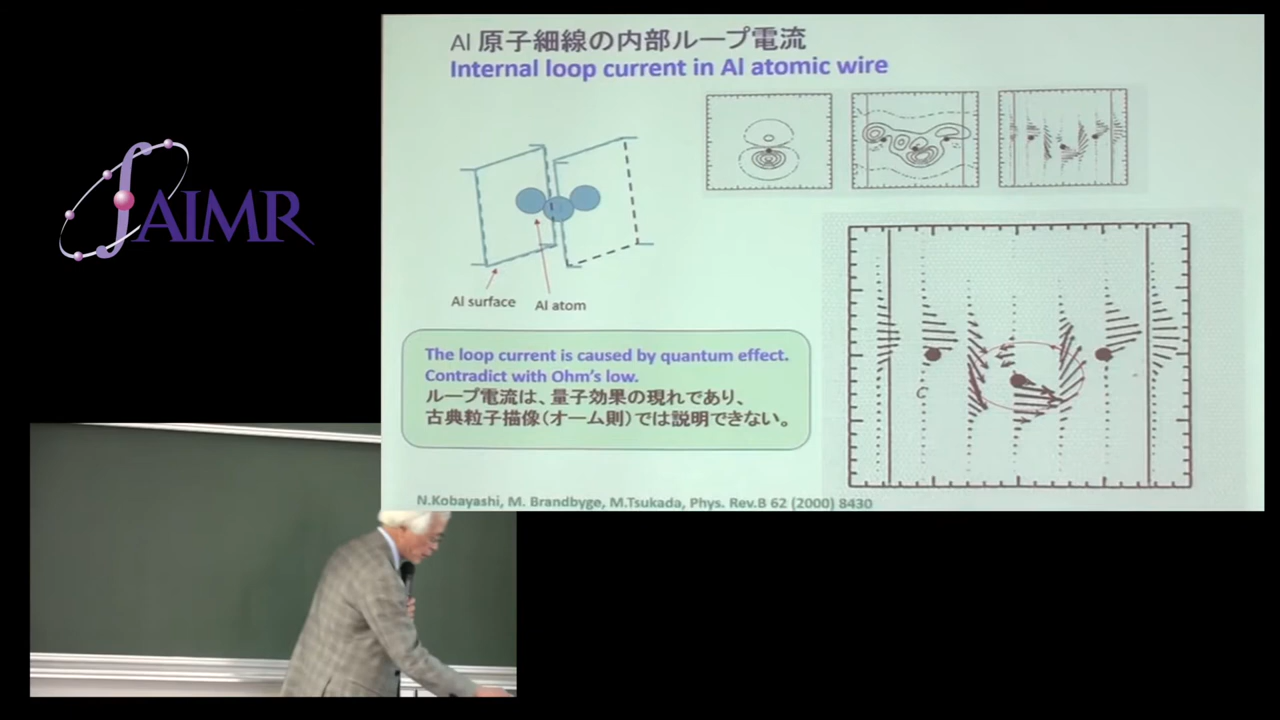 AIMR
Al 原子細線の内部ループ電流
Internal loop current in Al atomic wire
Al surface
Al atom
The loop current is caused by quantum effect.
Contradict with Ohm's low.
ループ電流は、量子効果の現れであり、
古典粒子描像(オーム則)では説明できない。
N.Kobayashi, M. Brandbyge, M.Tsukada, Phys. Rev.B 62 (2000) 8430